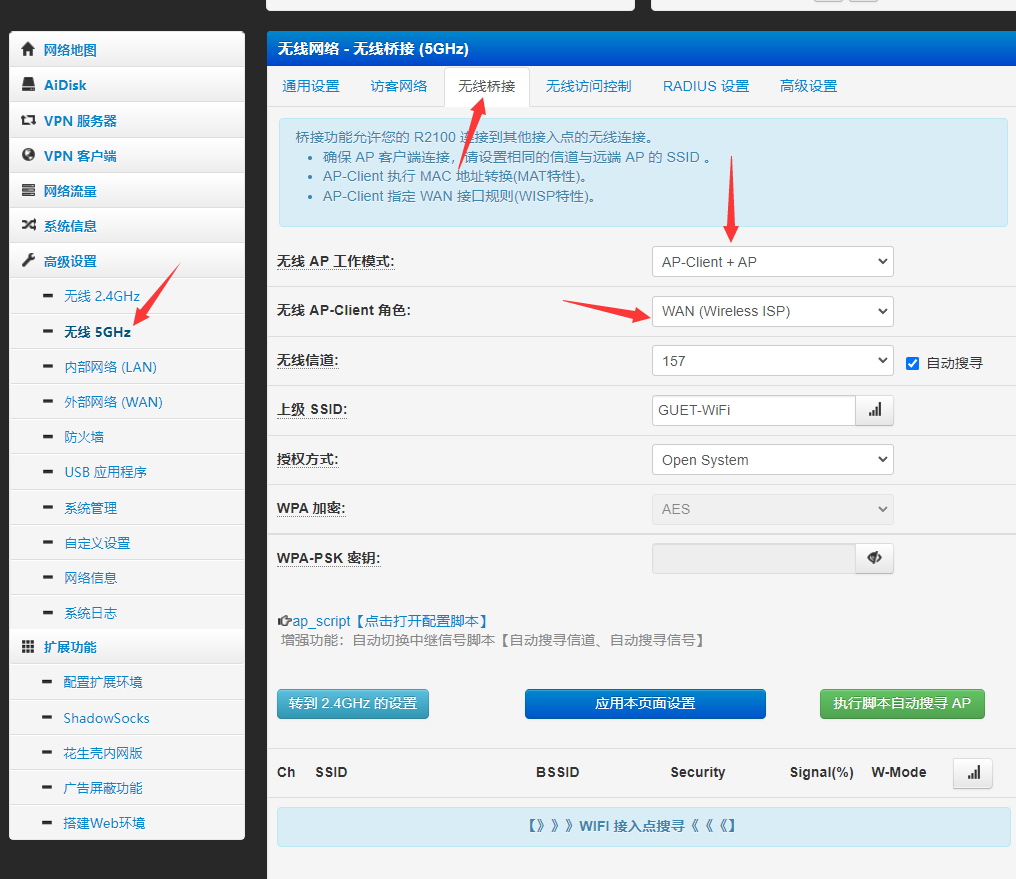 网络地图
AiDisk
VPN 服务器
VPN 客户端
网络流量
系统信息
高级设置
无线 2.4GHz
无线 5GHz
内部网络 (LAN)
外部网络 (WAN)
防火墙
USB 应用程序
系统管理
自定义设置
网络信息
系统日志
扩展功能
配置扩展环境
ShadowSocks
花生壳内网版
广告屏蔽功能
搭建Web环境
无线网络 - 无线桥接 (5GHz)
通用设置 访客网络 无线桥接 无线访问控制 RADIUS 设置 高级设置
桥接功能允许您的 R2100 连接到其他接入点的无线连接。
确保 AP 客户端连接，请设置相同的信道与远端 AP 的 SSID 。
AP-Client 执行 MAC 地址转换(MAT特性)。
AP-Client 指定 WAN 接口规则(WISP特性)。
无线 AP 工作模式: AP-Client + AP
无线 AP-Client 角色: WAN (Wireless ISP)
无线信道: 157 自动搜寻
上级 SSID: GUET-WiFi
授权方式: Open System
WPA 加密: AES
WPA-PSK 密钥:
ap_script【点击打开配置脚本】
增强功能：自动切换中继信号脚本【自动搜寻信道、自动搜寻信号】
转到 2.4GHz 的设置 应用本页面设置 执行脚本自动搜寻 AP
Ch SSID BSSID Security Signal(%) W-Mode
【》》》WIFI 接入点搜寻《《《】